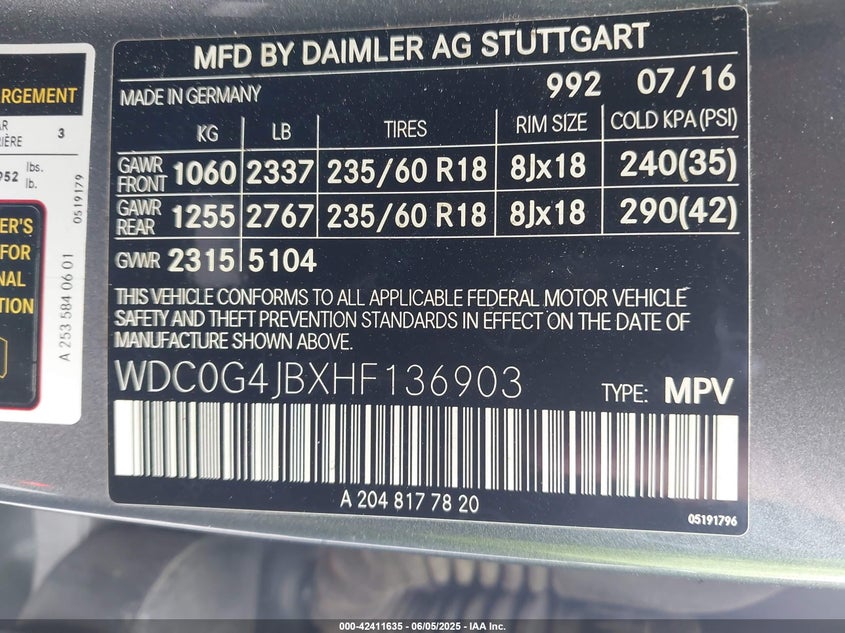 ARGEMENT
AR
IÈRE 3
952 lbs.
lb.
ER'S
FOR
NAL
TION
0519179
A 253 584 06 01
MFD BY DAIMLER AG STUTTGART
MADE IN GERMANY 992 07/16
KG LB TIRES RIM SIZE COLD KPA(PSI)
GAWR FRONT 1060 2337 235/60 R18 8Jx18 240(35)
GAWR REAR 1255 2767 235/60 R18 8Jx18 290(42)
GVWR 2315 5104
THIS VEHICLE CONFORMS TO ALL APPLICABLE FEDERAL MOTOR VEHICLE
SAFETY AND THEFT PREVENTION STANDARDS IN EFFECT ON THE DATE OF
MANUFACTURE SHOWN ABOVE.
WDC0G4JBXHF136903 TYPE: MPV
A 204 817 78 20
05191796
000-42411635 - 06/05/2025 - IAA Inc.